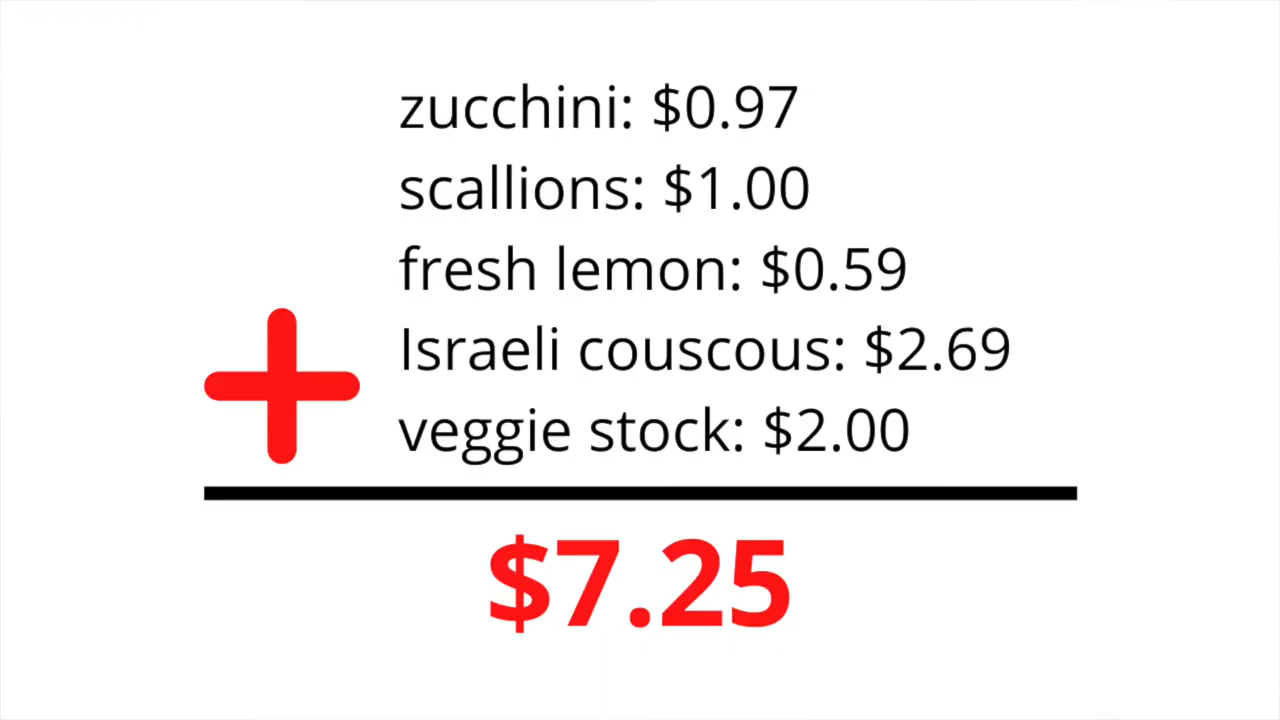 zucchini: $0.97
scallions: $1.00
fresh lemon: $0.59
Israeli couscous: $2.69
veggie stock: $2.00
+
$7.25